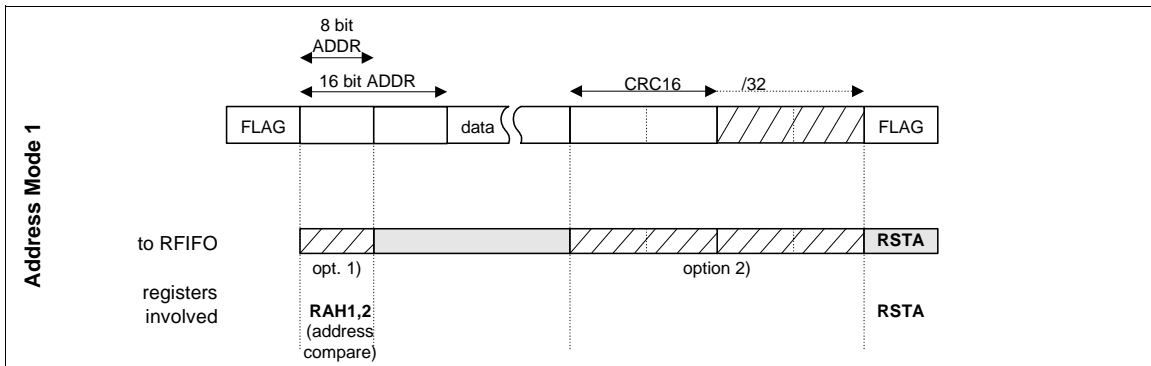 8 bit
ADDR
16 bit ADDR
CRC16 /32
FLAG data FLAG
Address Mode 1
to RFIFO RSTA
opt. 1) option 2)
registers
involved RAH1,2 RSTA
(address
compare)